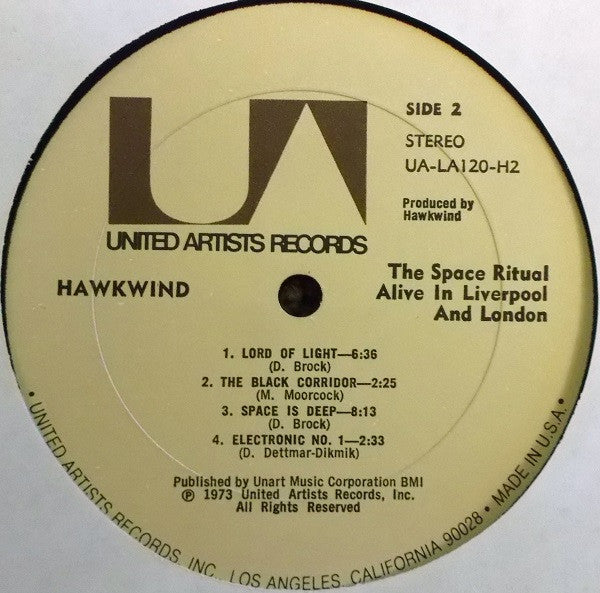 UA
UNITED ARTISTS RECORDS
SIDE 2
STEREO
UA-LA120-H2
Produced by
Hawkwind
HAWKWIND
The Space Ritual
Alive In Liverpool
And London
1. LORD OF LIGHT—6:36
(D. Brock)
2. THE BLACK CORRIDOR—2:25
(M. Moorcock)
3. SPACE IS DEEP—8:13
(D. Brock)
4. ELECTRONIC NO. 1—2:33
(D. Dettmar-Dikmik)
Published by Unart Music Corporation BMI
℗ 1973 United Artists Records, Inc.
All Rights Reserved
• UNITED ARTISTS RECORDS, INC., LOS ANGELES, CALIFORNIA 90028 • MADE IN U.S.A. •